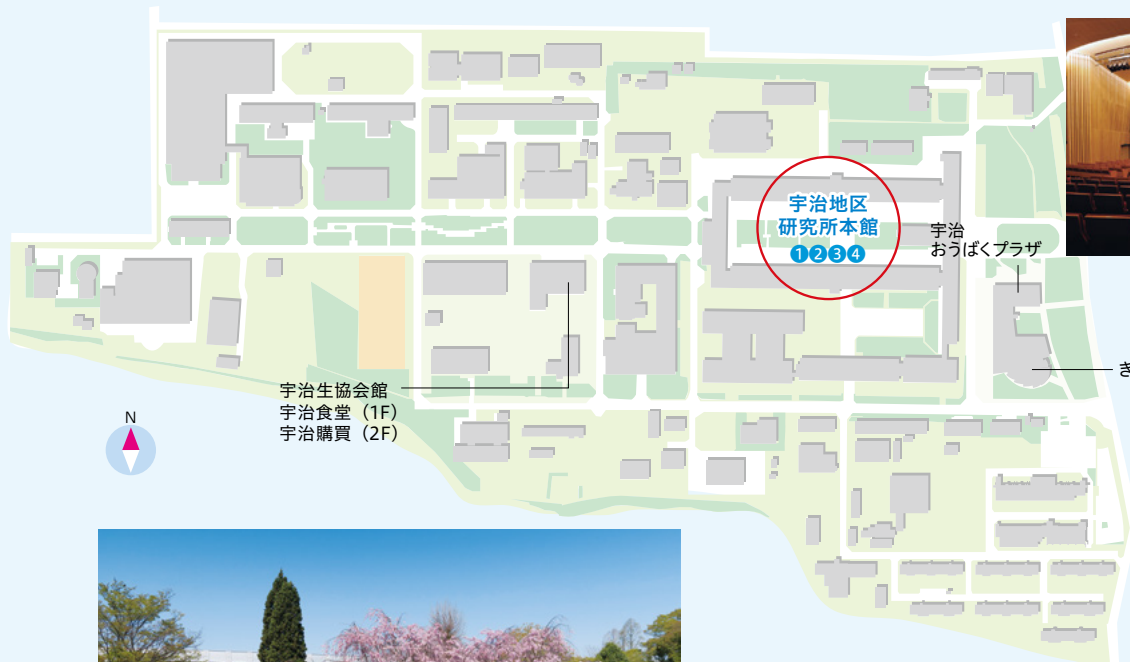 宇治地区
研究所本館
1234
宇治
おうばくプラザ
き
宇治生協会館
宇治食堂（1F）
宇治購買（2F）
N